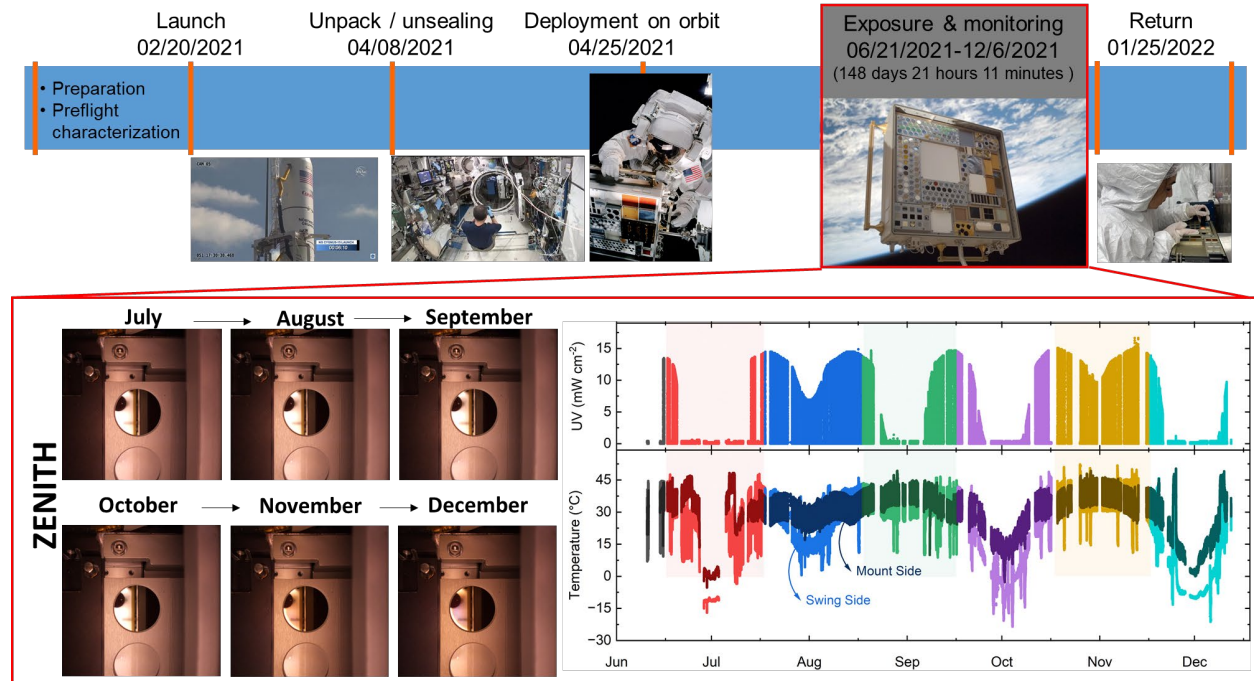 Launch
02/20/2021
Unpack / unsealing
04/08/2021
Deployment on orbit
04/25/2021
Exposure & monitoring
06/21/2021-12/6/2021
(148 days 21 hours 11 minutes )
Return
01/25/2022
• Preparation
• Preflight
characterization
00:05:10
ZENITH
July
August
September
October
November
December
UV (mW cm⁻²)
15
10
5
0
Temperature (°C)
45
30
15
0
−15
−30
Mount Side
Swing Side
Jun
Jul
Aug
Sep
Oct
Nov
Dec